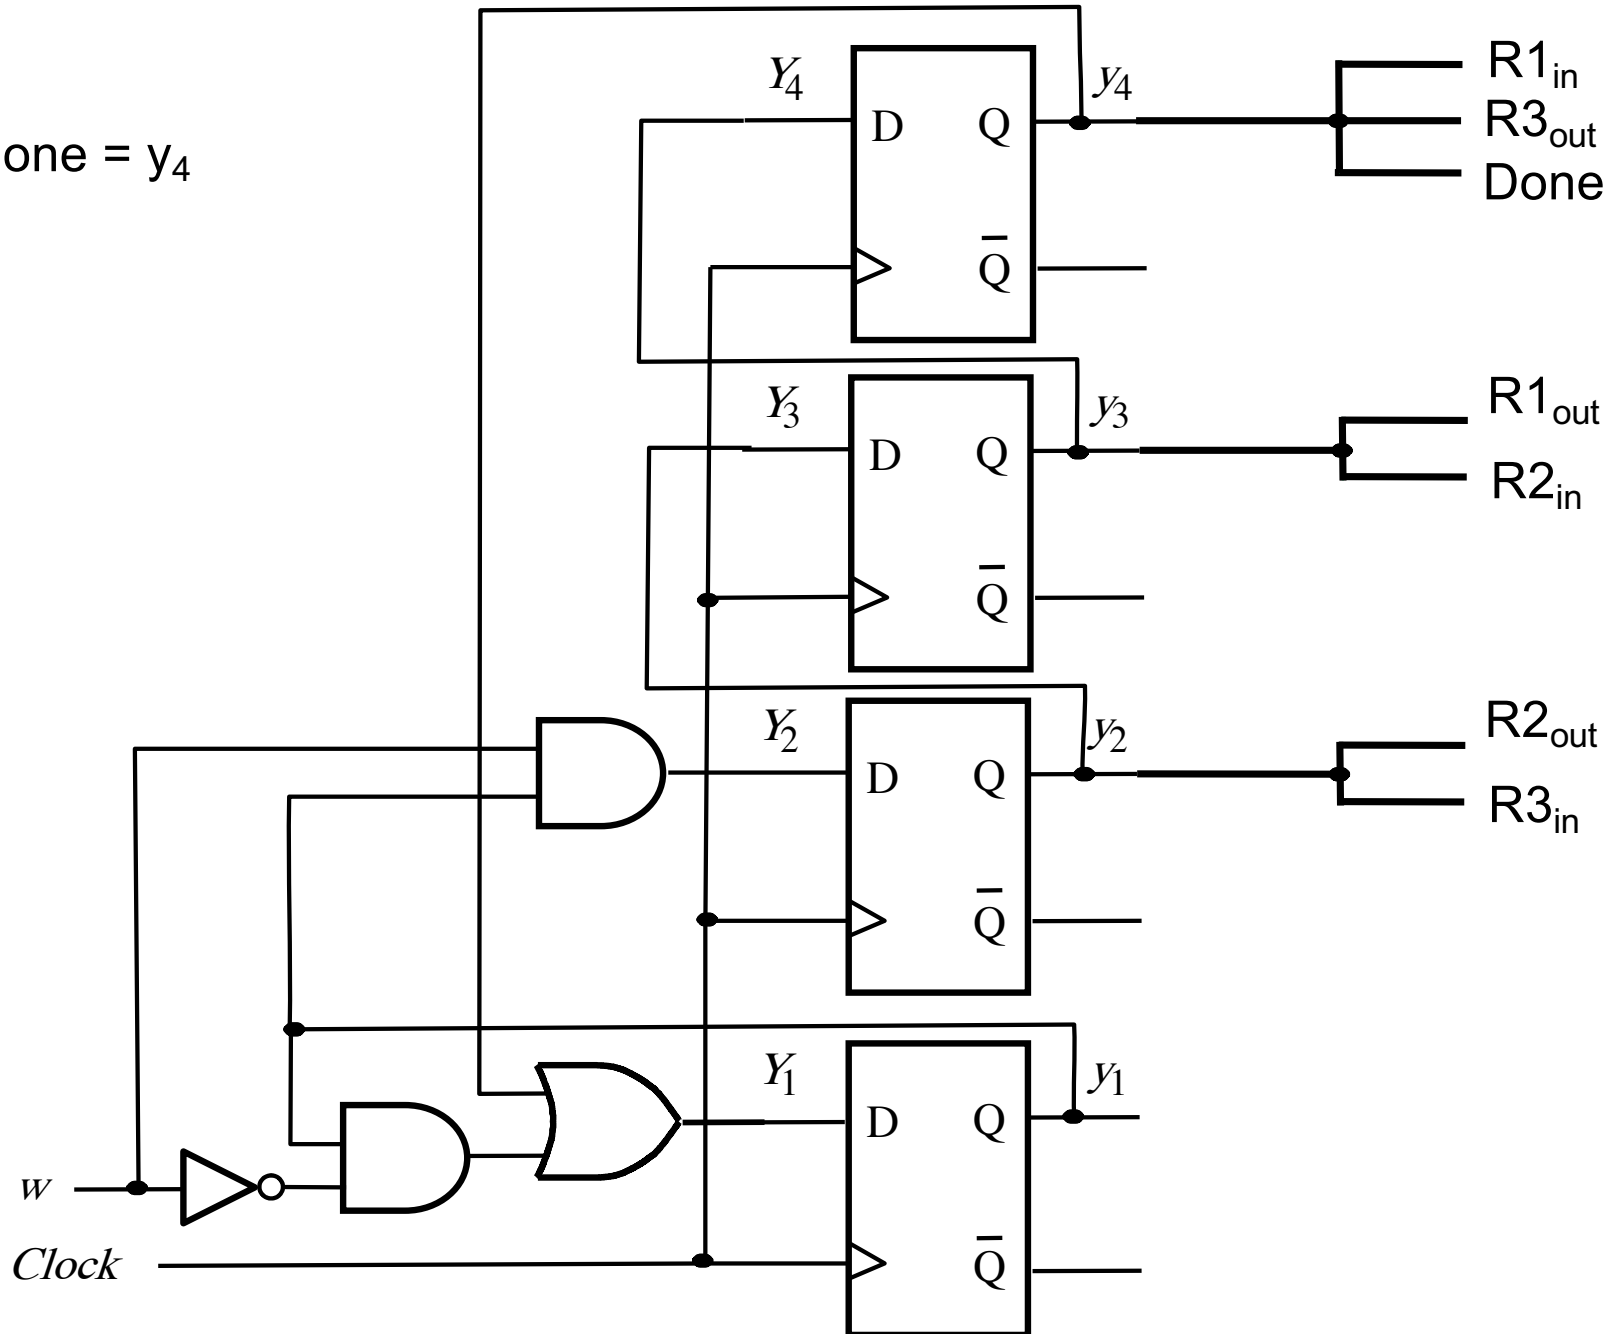 Y4
y4
R1in
D Q
R3out
one = y4
Done
Q̅
Y3
y3
R1out
D Q
R2in
Q̅
Y2
y2
R2out
D Q
R3in
Q̅
Y1
y1
D Q
w
Clock
Q̅